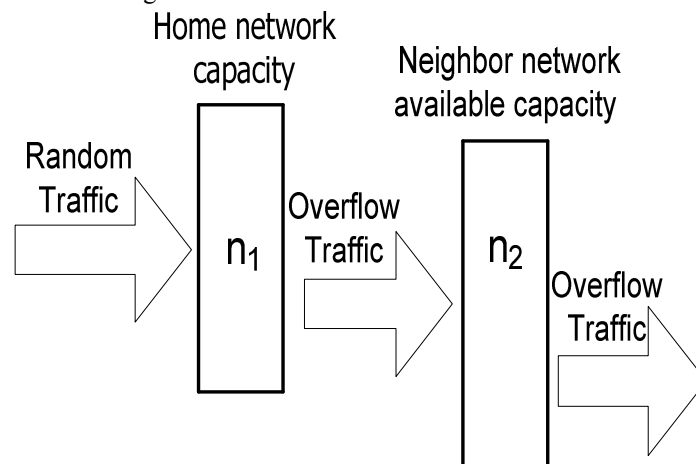 Home network
capacity
Neighbor network
available capacity
Random
Traffic
Overflow
Traffic
n1
n2
Overflow
Traffic